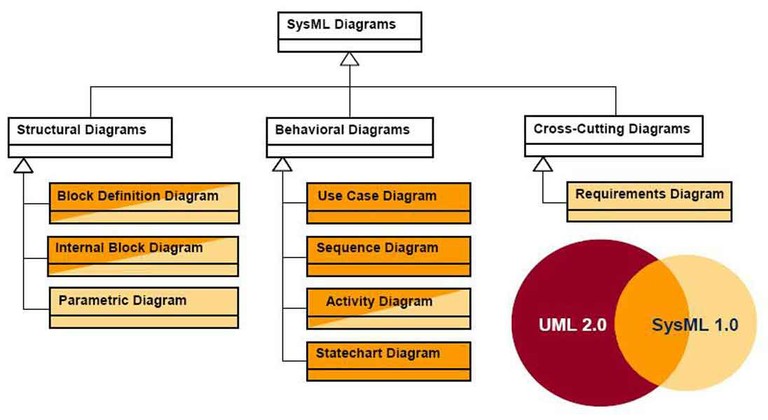 SysML Diagrams
Structural Diagrams
Behavioral Diagrams
Cross-Cutting Diagrams
Block Definition Diagram
Internal Block Diagram
Parametric Diagram
Use Case Diagram
Sequence Diagram
Activity Diagram
Statechart Diagram
Requirements Diagram
UML 2.0
SysML 1.0